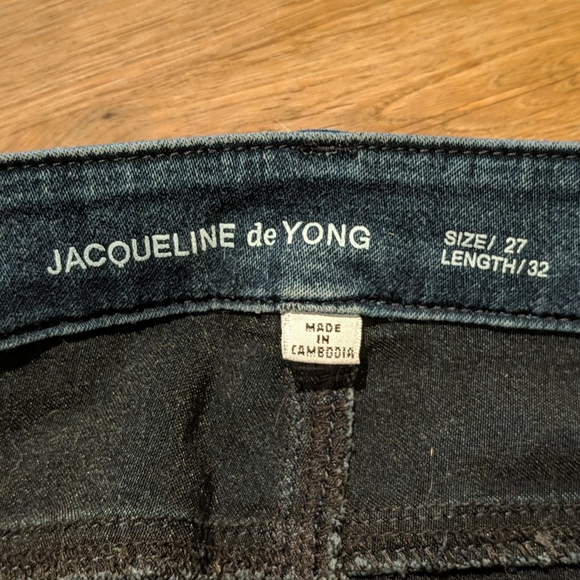 JACQUELINE de YONG
SIZE/ 27
LENGTH/32
MADE
IN
CAMBODIA